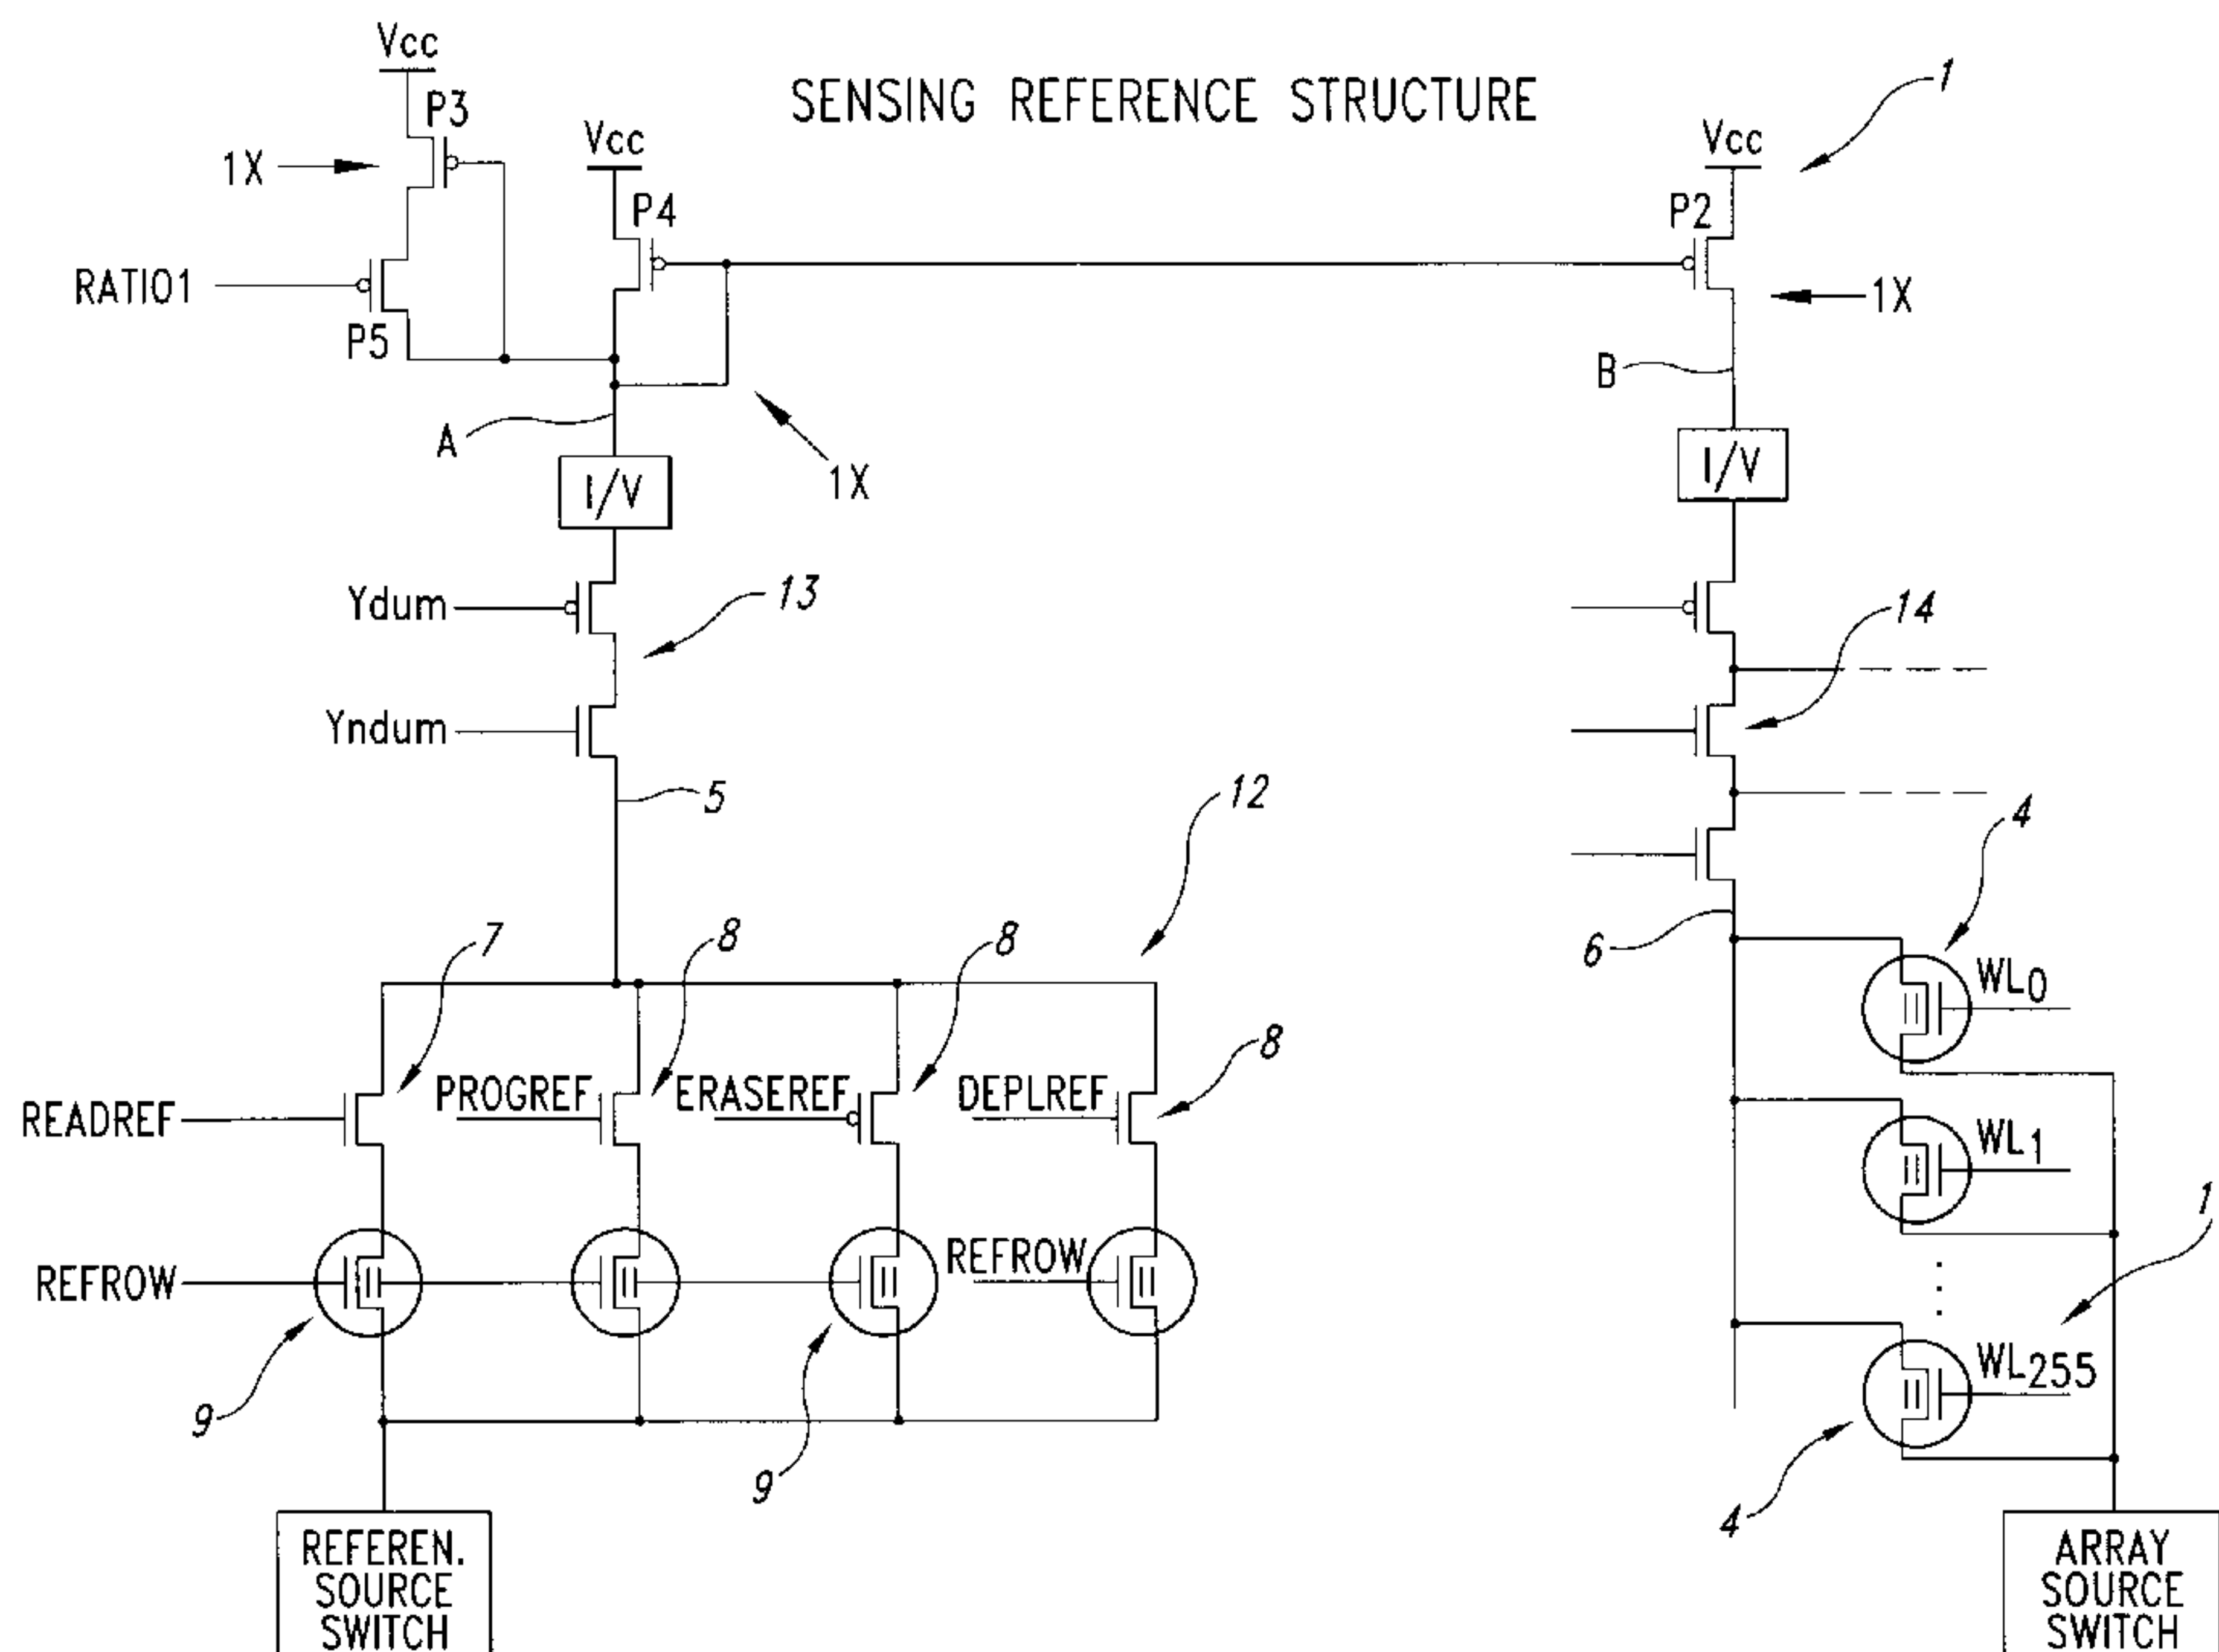 Vcc
P3
SENSING REFERENCE STRUCTURE
1
Vcc
Vcc
1X
P4
P2
RATIO1
1X
P5
B
A
1X
I/V
I/V
Ydum
13
14
Yndum
5
12
4
7
8
8
6
WL0
8
READREF
PROGREF
ERASEREF
DEPLREF
WL1
1
REFROW
REFROW
WL255
9
9
4
REFEREN.
SOURCE
SWITCH
ARRAY
SOURCE
SWITCH